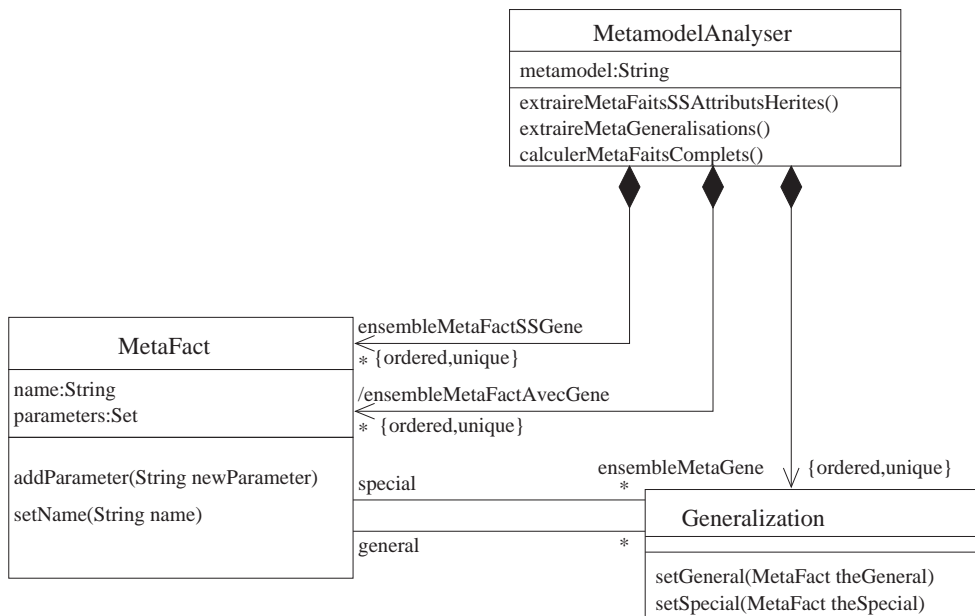 MetamodelAnalyser
metamodel:String
extraireMetaFaitsSSAttributsHerites()
extraireMetaGeneralisations()
calculerMetaFaitsComplets()
ensembleMetaFactSSGene
* {ordered,unique}
/ensembleMetaFactAvecGene
* {ordered,unique}
MetaFact
name:String
parameters:Set
addParameter(String newParameter)
setName(String name)
special
*
general
*
ensembleMetaGene
{ordered,unique}
Generalization
setGeneral(MetaFact theGeneral)
setSpecial(MetaFact theSpecial)